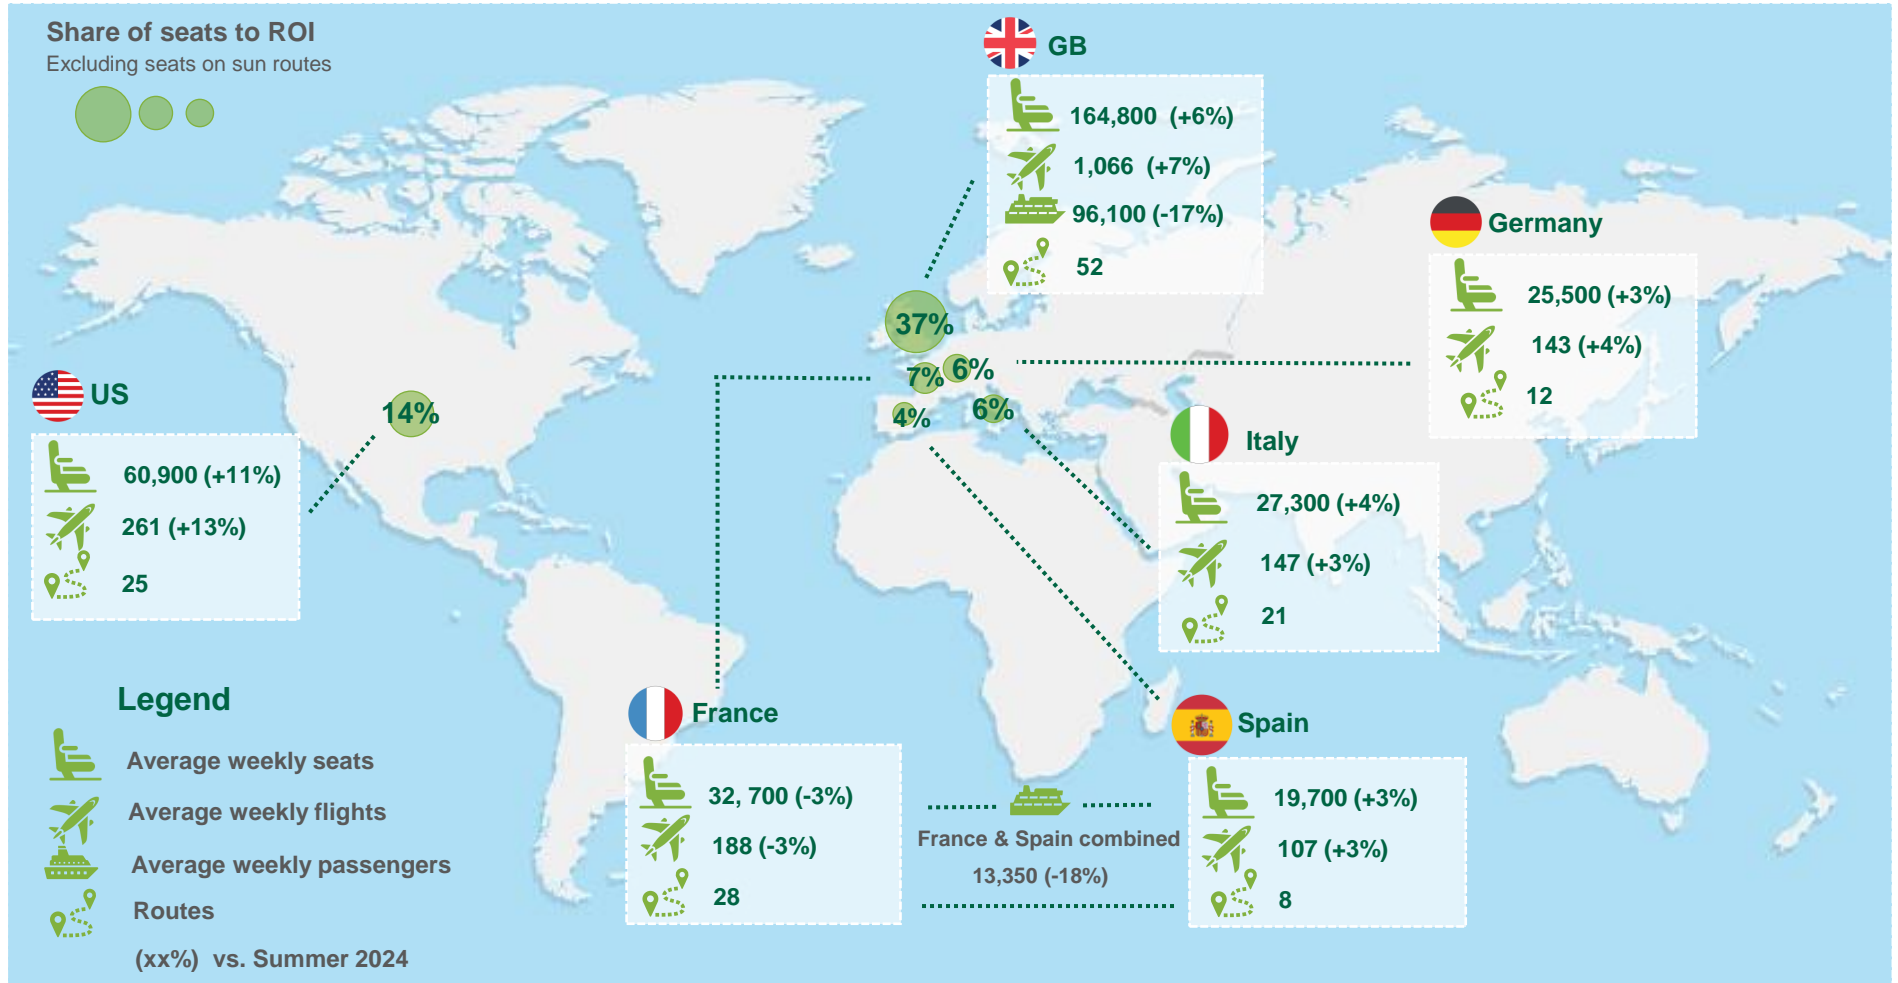 Share of seats to ROI
Excluding seats on sun routes
GB
164,800 (+6%)
1,066 (+7%)
96,100 (-17%)
52
Germany
25,500 (+3%)
143 (+4%)
12
37%
7%
6%
4%
6%
US
14%
60,900 (+11%)
261 (+13%)
25
Italy
27,300 (+4%)
147 (+3%)
21
France
32, 700 (-3%)
188 (-3%)
28
France & Spain combined
13,350 (-18%)
Spain
19,700 (+3%)
107 (+3%)
8
Legend
Average weekly seats
Average weekly flights
Average weekly passengers
Routes
(xx%) vs. Summer 2024